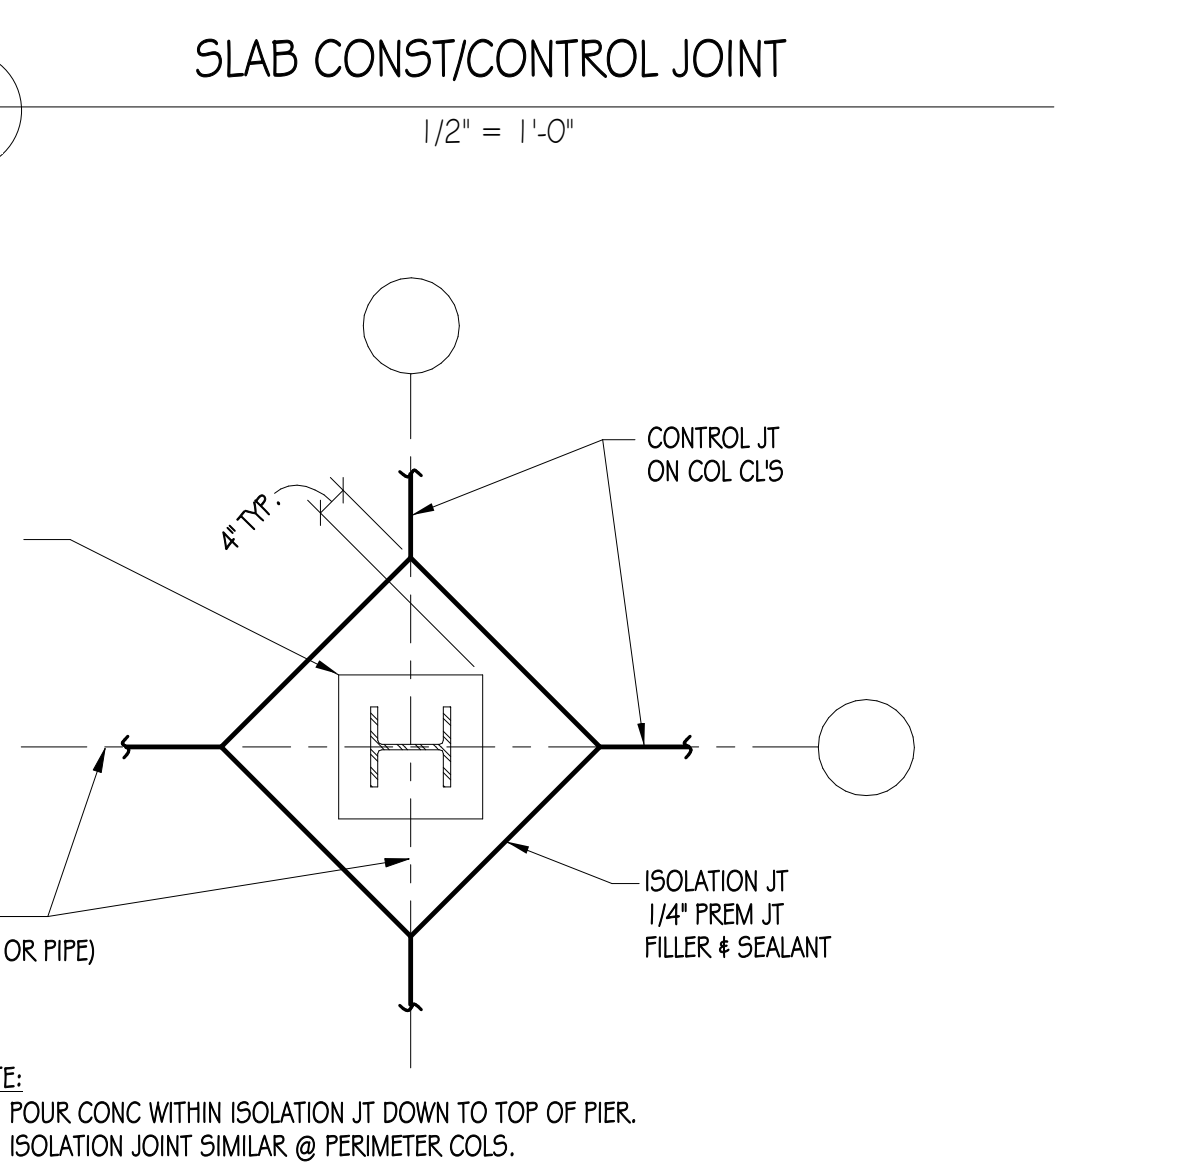 SLAB CONST/CONTROL JOINT
1/2" = 1'-0"
CONTROL JT
ON COL CL'S
4" TYP.
ISOLATION JT
1/4" PREM JT
FILLER & SEALANT
OR PIPE)
TE:
POUR CONC WITHIN ISOLATION JT DOWN TO TOP OF PIER.
ISOLATION JOINT SIMILAR @ PERIMETER COLS.